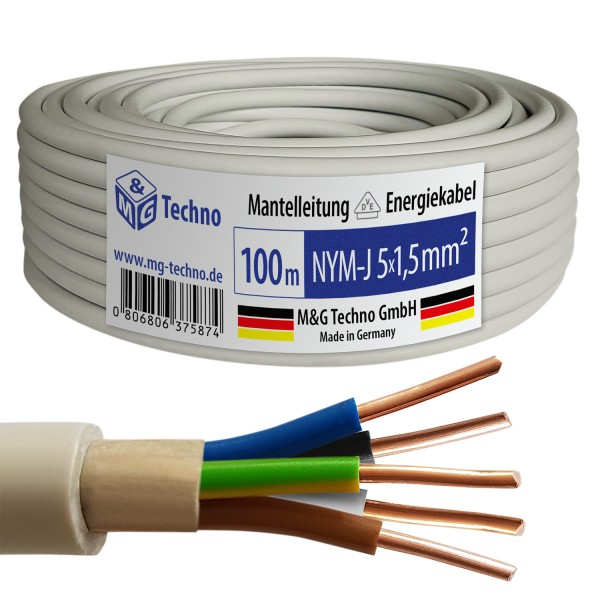 M&G Techno
Mantelleitung VDE Energiekabel
www.mg-techno.de
100m NYM-J 5x1,5mm²
0 806806 375874
M&G Techno GmbH
Made in Germany